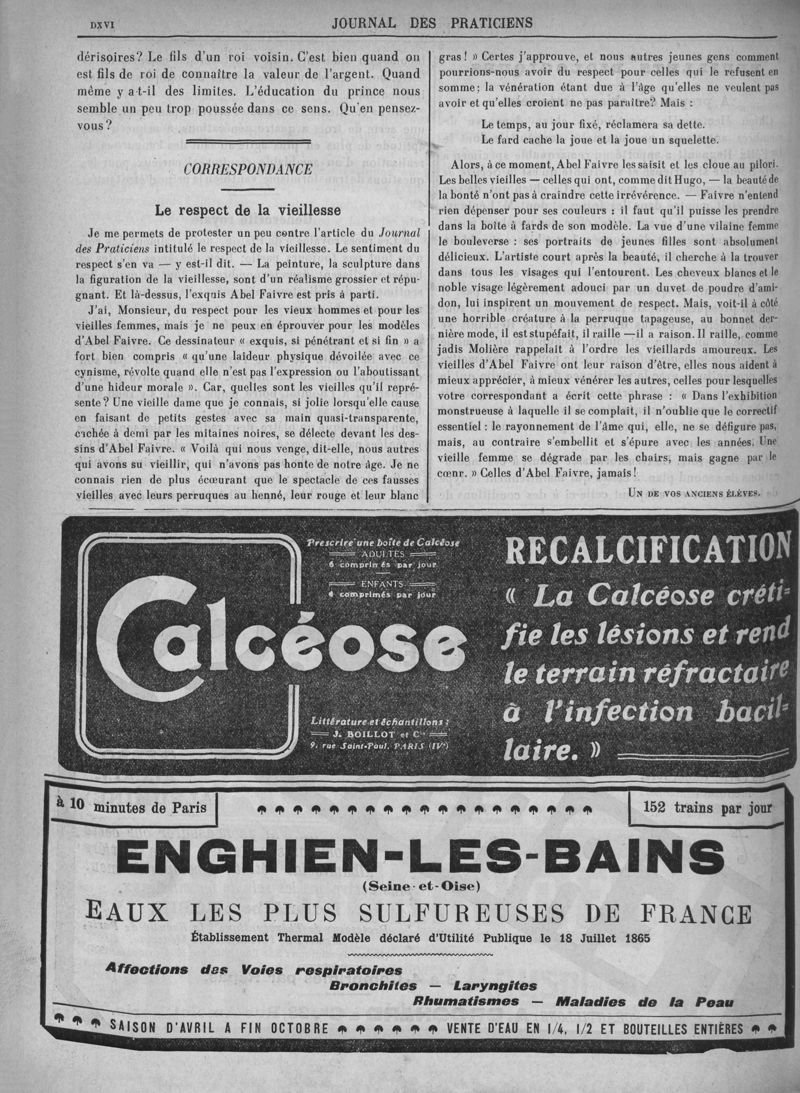 DXVI
JOURNAL DES PRATICIENS
dérisoires? Le fils d'un roi voisin. C'est bien quand on
est fils de roi de connaître la valeur de l'argent. Quand
même y a-t-il des limites. L'éducation du prince nous
semble un peu trop poussée dans ce sens. Qu'en pensez-
vous?
CORRESPONDANCE
Le respect de la vieillesse
Je me permets de protester un peu contre l'article du Journal
des Praticiens intitulé le respect de la vieillesse. Le sentiment du
respect s'en va — y est-il dit. — La peinture, la sculpture dans
la figuration de la vieillesse, sont d'un réalisme grossier et répu-
gnant. Et là-dessus, l'exquis Abel Faivre est pris à parti.
J'ai, Monsieur, du respect pour les vieux hommes et pour les
vieilles femmes, mais je ne peux en éprouver pour les modèles
d'Abel Faivre. Ce dessinateur « exquis, si pénétrant et si fin » a
fort bien compris « qu'une laideur physique dévoilée avec ce
cynisme, révolte quand elle n'est pas l'expression ou l'aboutissant
d'une hideur morale ». Car, quelles sont les vieilles qu'il repré-
sente? Une vieille dame que je connais, si jolie lorsqu'elle cause
en faisant de petits gestes avec sa main quasi-transparente,
cachée à demi par les mitaines noires, se délecte devant les des-
sins d'Abel Faivre. « Voilà qui nous venge, dit-elle, nous autres
qui avons su vieillir, qui n'avons pas honte de notre âge. Je ne
connais rien de plus écœurant que le spectacle de ces fausses
vieilles avec leurs perruques au henné, leur rouge et leur blanc
gras! » Certes j'approuve, et nous autres jeunes gens comment
pourrions-nous avoir du respect pour celles qui le refusent en
somme; la vénération étant due à l'âge qu'elles ne veulent pas
avoir et qu'elles croient ne pas paraître? Mais :
Le temps, au jour fixé, réclamera sa dette.
Le fard cache la joue et la joue un squelette.
Alors, à ce moment, Abel Faivre les saisit et les cloue au pilori.
Les belles vieilles — celles qui ont, comme dit Hugo, — la beauté de
la bonté n'ont pas à craindre cette irrévérence. — Faivre n'entend
rien dépenser pour ses couleurs : il faut qu'il puisse les prendre
dans la boîte à fards de son modèle. La vue d'une vilaine femme
le bouleverse : ses portraits de jeunes filles sont absolument
délicieux. L'artiste court après la beauté, il cherche à la trouver
dans tous les visages qui l'entourent. Les cheveux blancs et le
noble visage légèrement adouci par un duvet de poudre d'ami-
don, lui inspirent un mouvement de respect. Mais, voit-il à côté
une horrible créature à la perruque tapageuse, au bonnet der-
nière mode, il est stupéfait, il raille — il a raison. Il raille, comme
jadis Molière rappelait à l'ordre les vieillards amoureux. Les
vieilles d'Abel Faivre ont leur raison d'être, elles nous aident à
mieux apprécier, à mieux vénérer les autres, celles pour lesquelles
votre correspondant a écrit cette phrase : « Dans l'exhibition
monstrueuse à laquelle il se complait, il n'oublie que le correctif
essentiel : le rayonnement de l'âme qui, elle, ne se défigure pas,
mais, au contraire s'embellit et s'épure avec les années. Une
vieille femme se dégrade par les chairs, mais gagne par le
cœur. » Celles d'Abel Faivre, jamais!
UN DE VOS ANCIENS ÉLÈVES.
Calcéose
Prescrire une boîte de Calcéose
ADULTES
6 comprimés par jour
ENFANTS
4 comprimés par jour
Littérature et échantillons :
J. BOILLOT et Cie
9, rue Saint-Paul, PARIS (IVe)
RECALCIFICATION
« La Calcéose créti=
fie les lésions et rend
le terrain réfractaire
à l'infection bacil=
laire. »
à 10 minutes de Paris
152 trains par jour
ENGHIEN-LES-BAINS
(Seine-et-Oise)
EAUX LES PLUS SULFUREUSES DE FRANCE
Établissement Thermal Modèle déclaré d'Utilité Publique le 18 Juillet 1865
Affections des Voies respiratoires
Bronchites — Laryngites
Rhumatismes — Maladies de la Peau
SAISON D'AVRIL A FIN OCTOBRE VENTE D'EAU EN 1/4, 1/2 ET BOUTEILLES ENTIÈRES